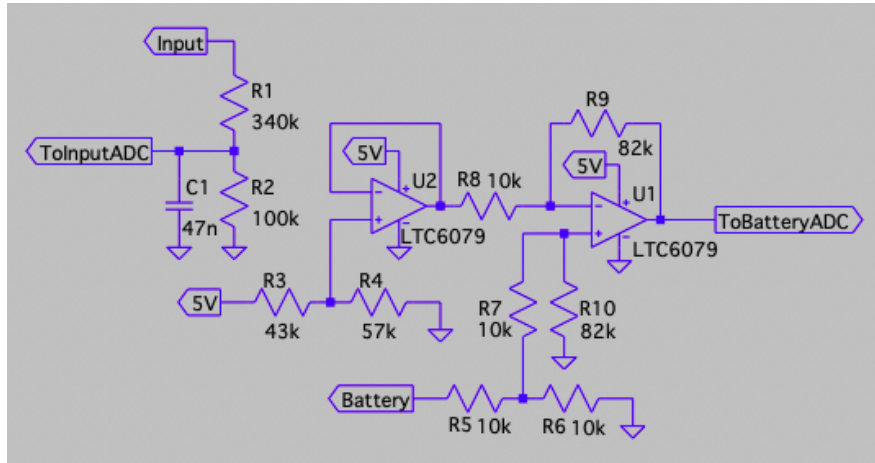 Input
R1
340k
ToInputADC
C1
47n
R2
100k
5V
U2
LTC6079
R8 10k
R9
82k
5V
U1
LTC6079
ToBatteryADC
5V
R3
43k
R4
57k
R7
10k
R10
82k
Battery
R5 10k
R6 10k